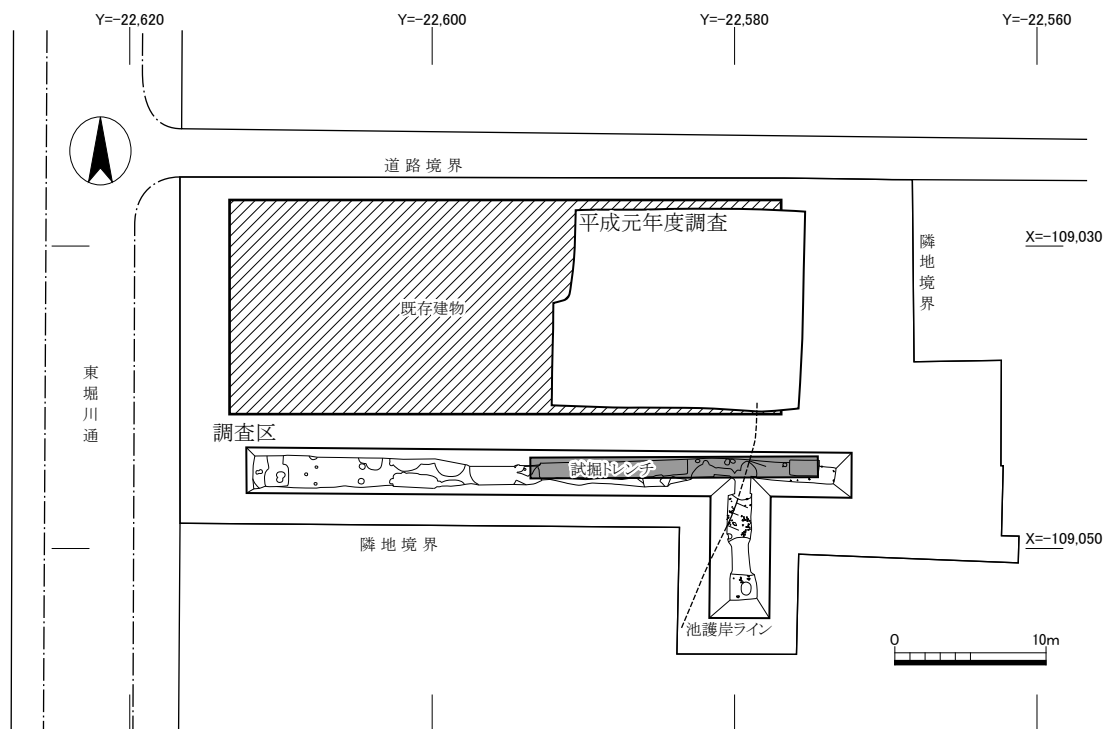 Y=-22,620
Y=-22,600
Y=-22,580
Y=-22,560
道路境界
平成元年度調査
X=-109,030
隣地境界
既存建物
東堀川通
調査区
試掘トレンチ
隣地境界
X=-109,050
池護岸ライン
0
10m